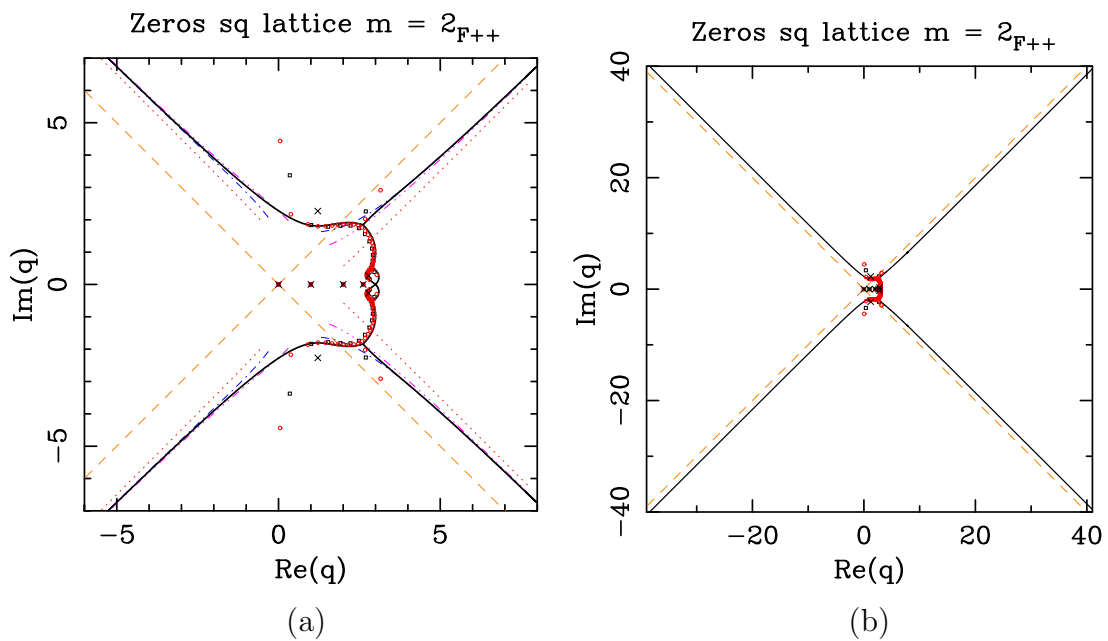 Zeros sq lattice m = 2F++
Im(q)
5
0
−5
−5
0
5
Re(q)
(a)
Zeros sq lattice m = 2F++
Im(q)
40
20
0
−20
−40
−20
0
20
40
Re(q)
(b)